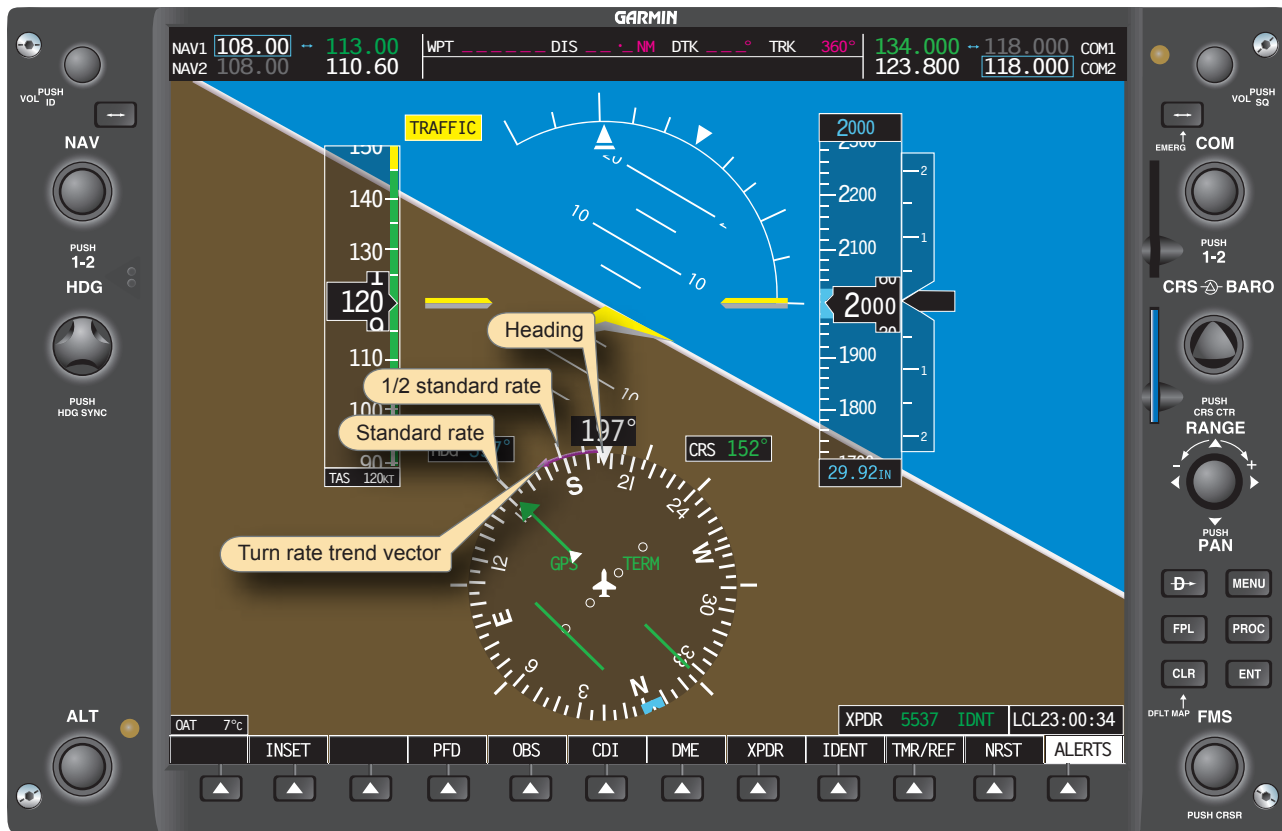 GARMIN
NAV1 108.00 ↔ 113.00
NAV2 108.00 110.60
WPT _ _ _ _ _ _ DIS _ _ . _ NM DTK _ _ _° TRK 360°
134.000 ↔ 118.000 COM1
123.800 118.000 COM2
VOL PUSH ID
NAV
PUSH
1-2
HDG
PUSH
HDG SYNC
ALT
TRAFFIC
150
140
130
120
110
100
90
TAS 120KT
20
10
10
10
2000
2300
2200
2100
2000
1900
1800
29.92IN
2
1
1
2
Heading
1/2 standard rate
Standard rate
Turn rate trend vector
197°
CRS 152°
S
21
24
W
30
33
N
3
6
E
12
GPS
TERM
OAT 7°C
XPDR 5537 IDNT LCL23:00:34
INSET
PFD
OBS
CDI
DME
XPDR
IDENT
TMR/REF
NRST
ALERTS
VOL PUSH SQ
EMERG
COM
PUSH
1-2
CRS BARO
PUSH
CRS CTR
RANGE
- +
PUSH
PAN
D
MENU
FPL
PROC
CLR
ENT
DFLT MAP
FMS
PUSH CRSR